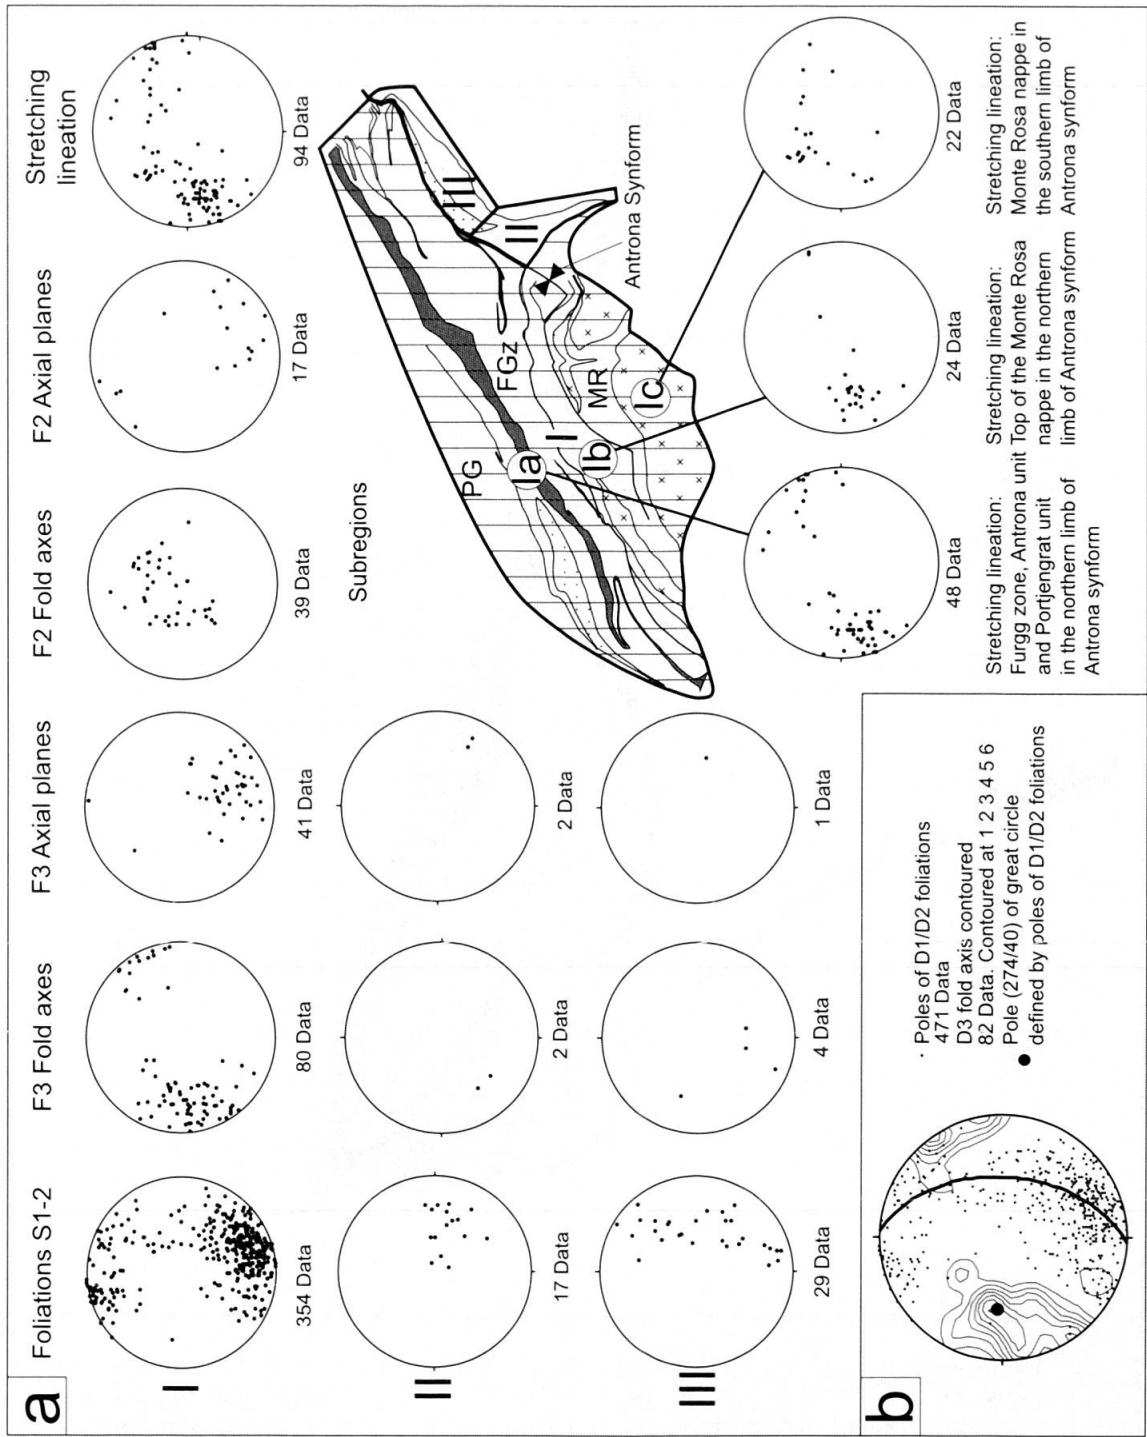 a
Foliations S1-2
F3 Fold axes
F3 Axial planes
F2 Fold axes
F2 Axial planes
Stretching
lineation
I
354 Data
80 Data
41 Data
39 Data
17 Data
94 Data
II
17 Data
2 Data
2 Data
III
29 Data
4 Data
1 Data
Subregions
PG
FGz
MR
I
II
III
Ia
Ib
Ic
Antrona Synform
48 Data
24 Data
22 Data
Stretching lineation:
Furgg zone, Antrona unit
and Portjengrat unit
in the northern limb of
Antrona synform
Stretching lineation:
Top of the Monte Rosa
nappe in the northern
limb of Antrona synform
Stretching lineation:
Monte Rosa nappe in
the southern limb of
Antrona synform
b
· Poles of D1/D2 foliations
471 Data
D3 fold axis contoured
82 Data. Contoured at 1 2 3 4 5 6
Pole (274/40) of great circle
● defined by poles of D1/D2 foliations